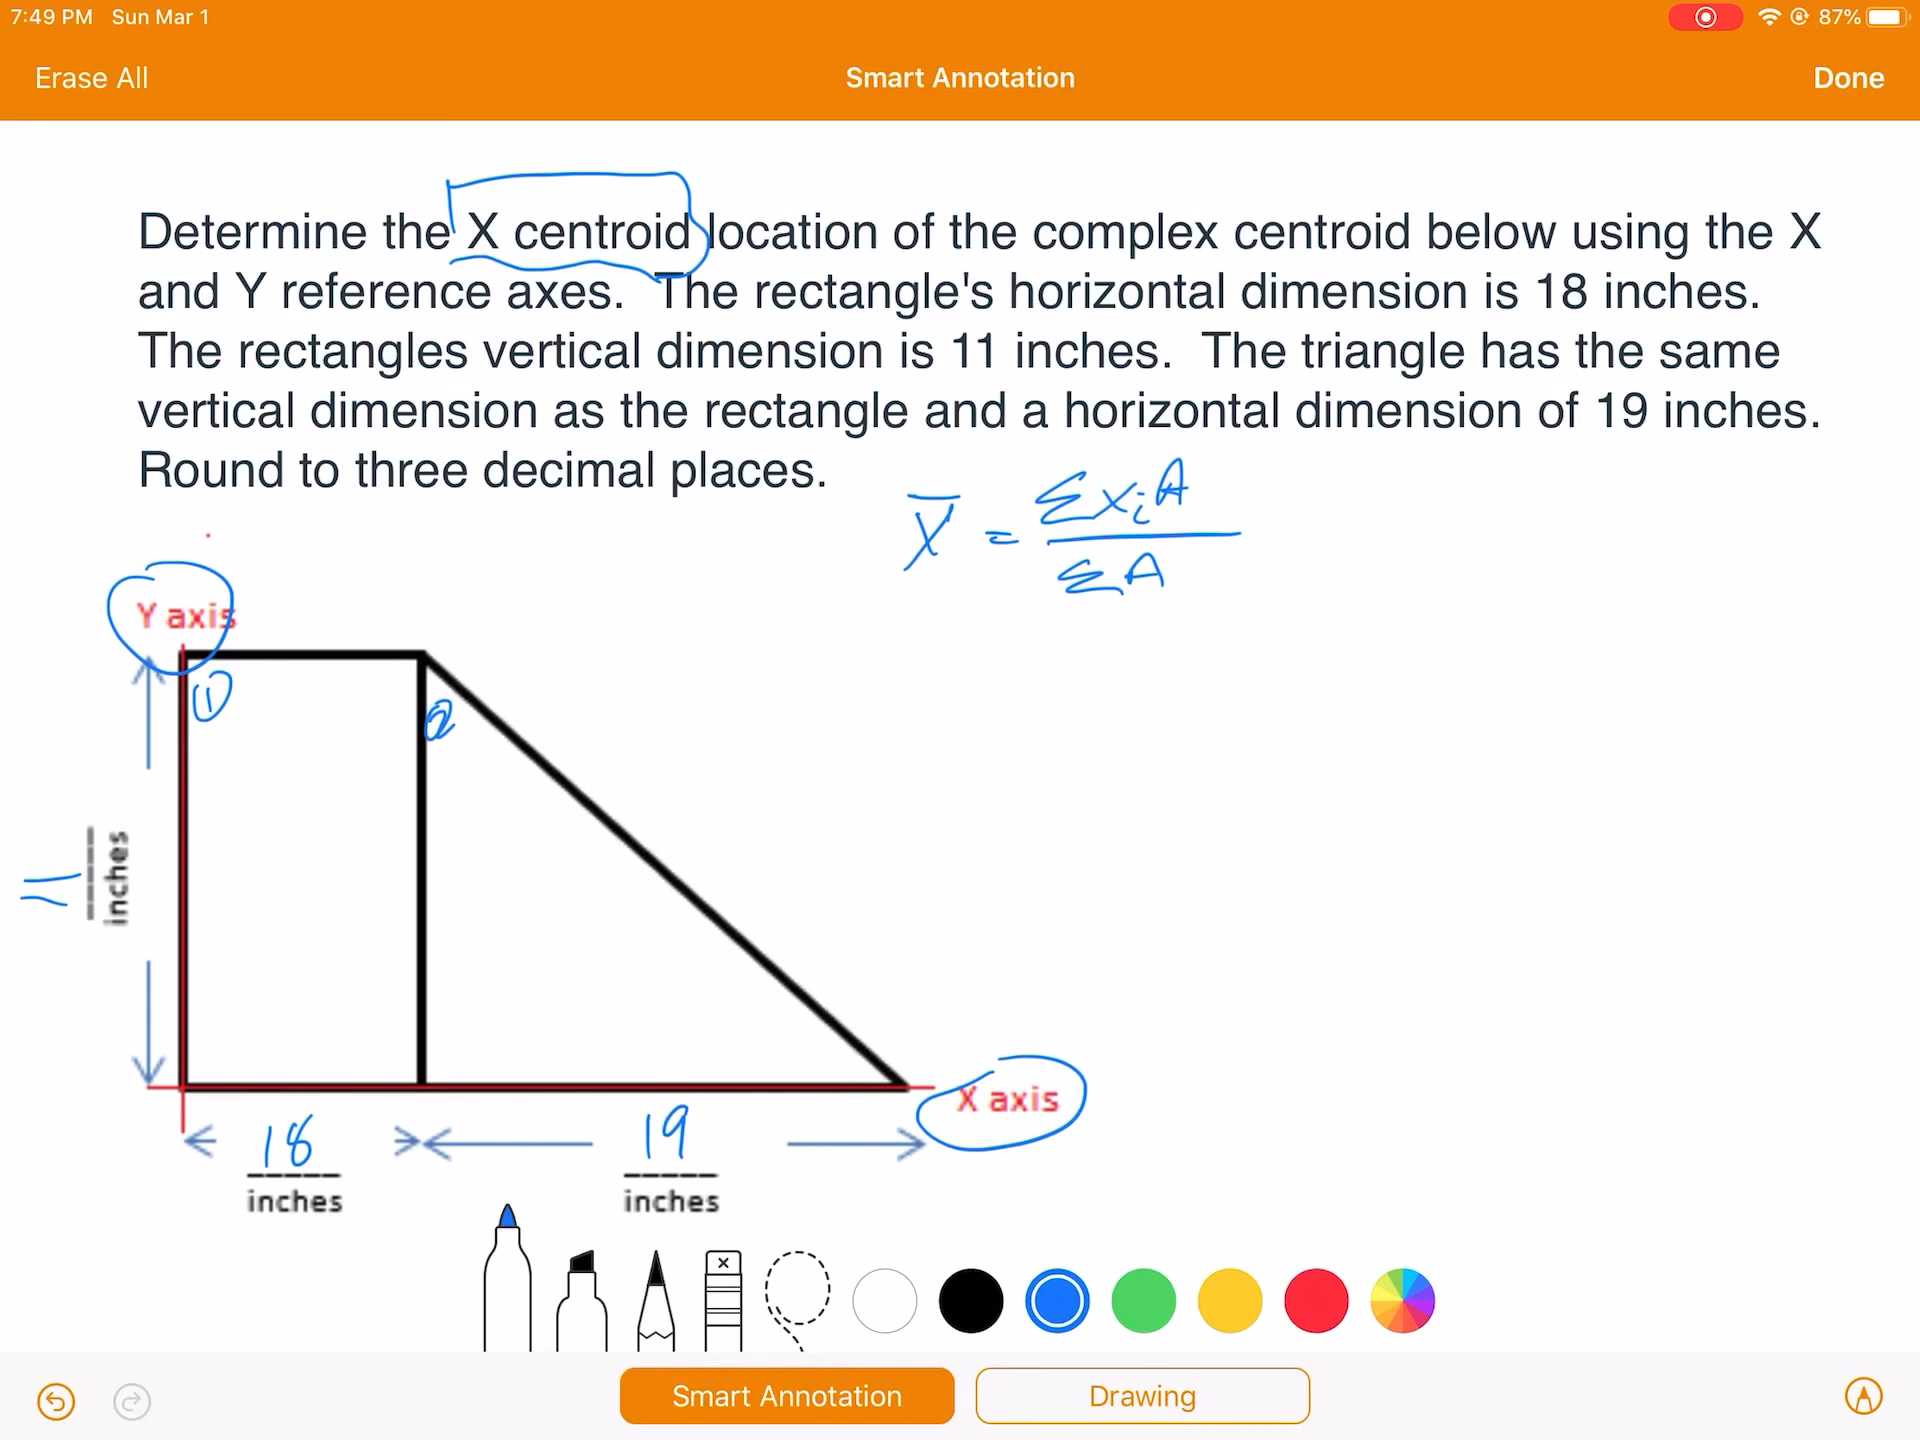 7:49 PM Sun Mar 1
87%
Erase All
Smart Annotation
Done
Determine the X centroid location of the complex centroid below using the X
and Y reference axes. The rectangle's horizontal dimension is 18 inches.
The rectangles vertical dimension is 11 inches. The triangle has the same
vertical dimension as the rectangle and a horizontal dimension of 19 inches.
Round to three decimal places.
X̄ = ΣxᵢA
ΣA
Y axis
1
2
11
inches
X axis
18
19
inches
inches
Smart Annotation
Drawing